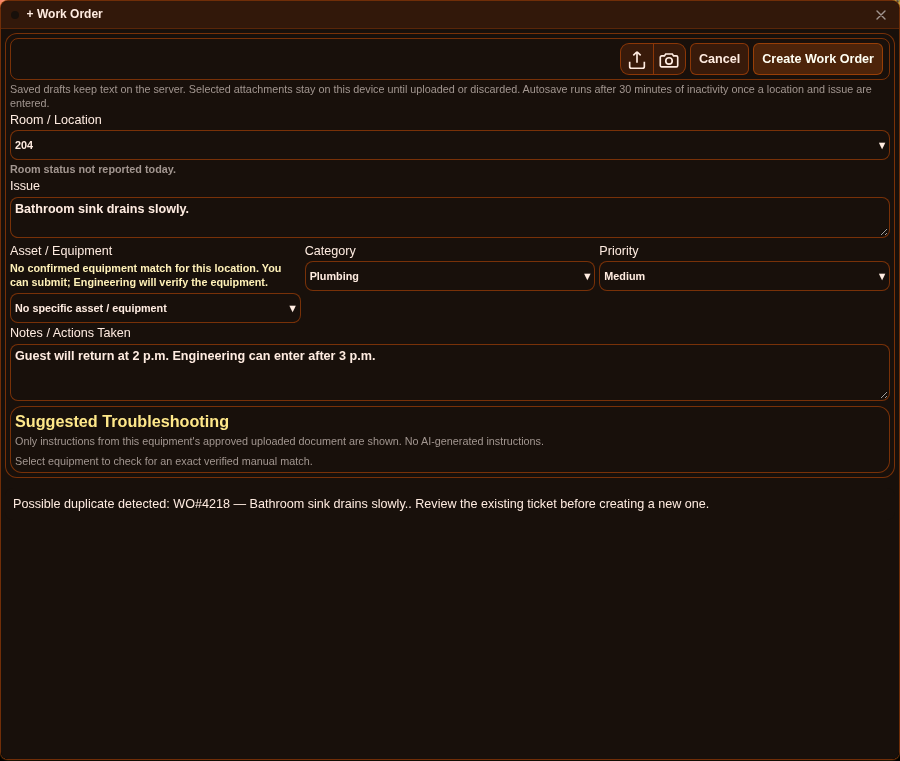 + Work Order
Cancel
Create Work Order
Saved drafts keep text on the server. Selected attachments stay on this device until uploaded or discarded. Autosave runs after 30 minutes of inactivity once a location and issue are
entered.
Room / Location
204
Room status not reported today.
Issue
Bathroom sink drains slowly.
Asset / Equipment
No confirmed equipment match for this location. You
can submit; Engineering will verify the equipment.
No specific asset / equipment
Category
Plumbing
Priority
Medium
Notes / Actions Taken
Guest will return at 2 p.m. Engineering can enter after 3 p.m.
Suggested Troubleshooting
Only instructions from this equipment's approved uploaded document are shown. No AI-generated instructions.
Select equipment to check for an exact verified manual match.
Possible duplicate detected: WO#4218 — Bathroom sink drains slowly.. Review the existing ticket before creating a new one.